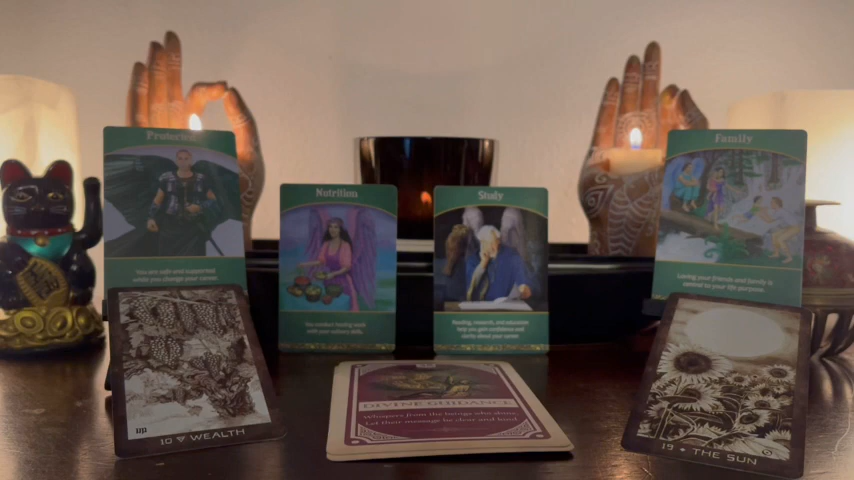 Protection
You are safe and supported
while you change your career.
Nutrition
You conduct healing work
with your culinary skills.
Study
Reading, research, and education
help you gain confidence and
clarity about your career.
Family
Loving your friends and family is
central to your life purpose.
10 WEALTH
DIVINE GUIDANCE
Whispers from the beings who shine,
Let their message be clear and kind.
19 • THE SUN